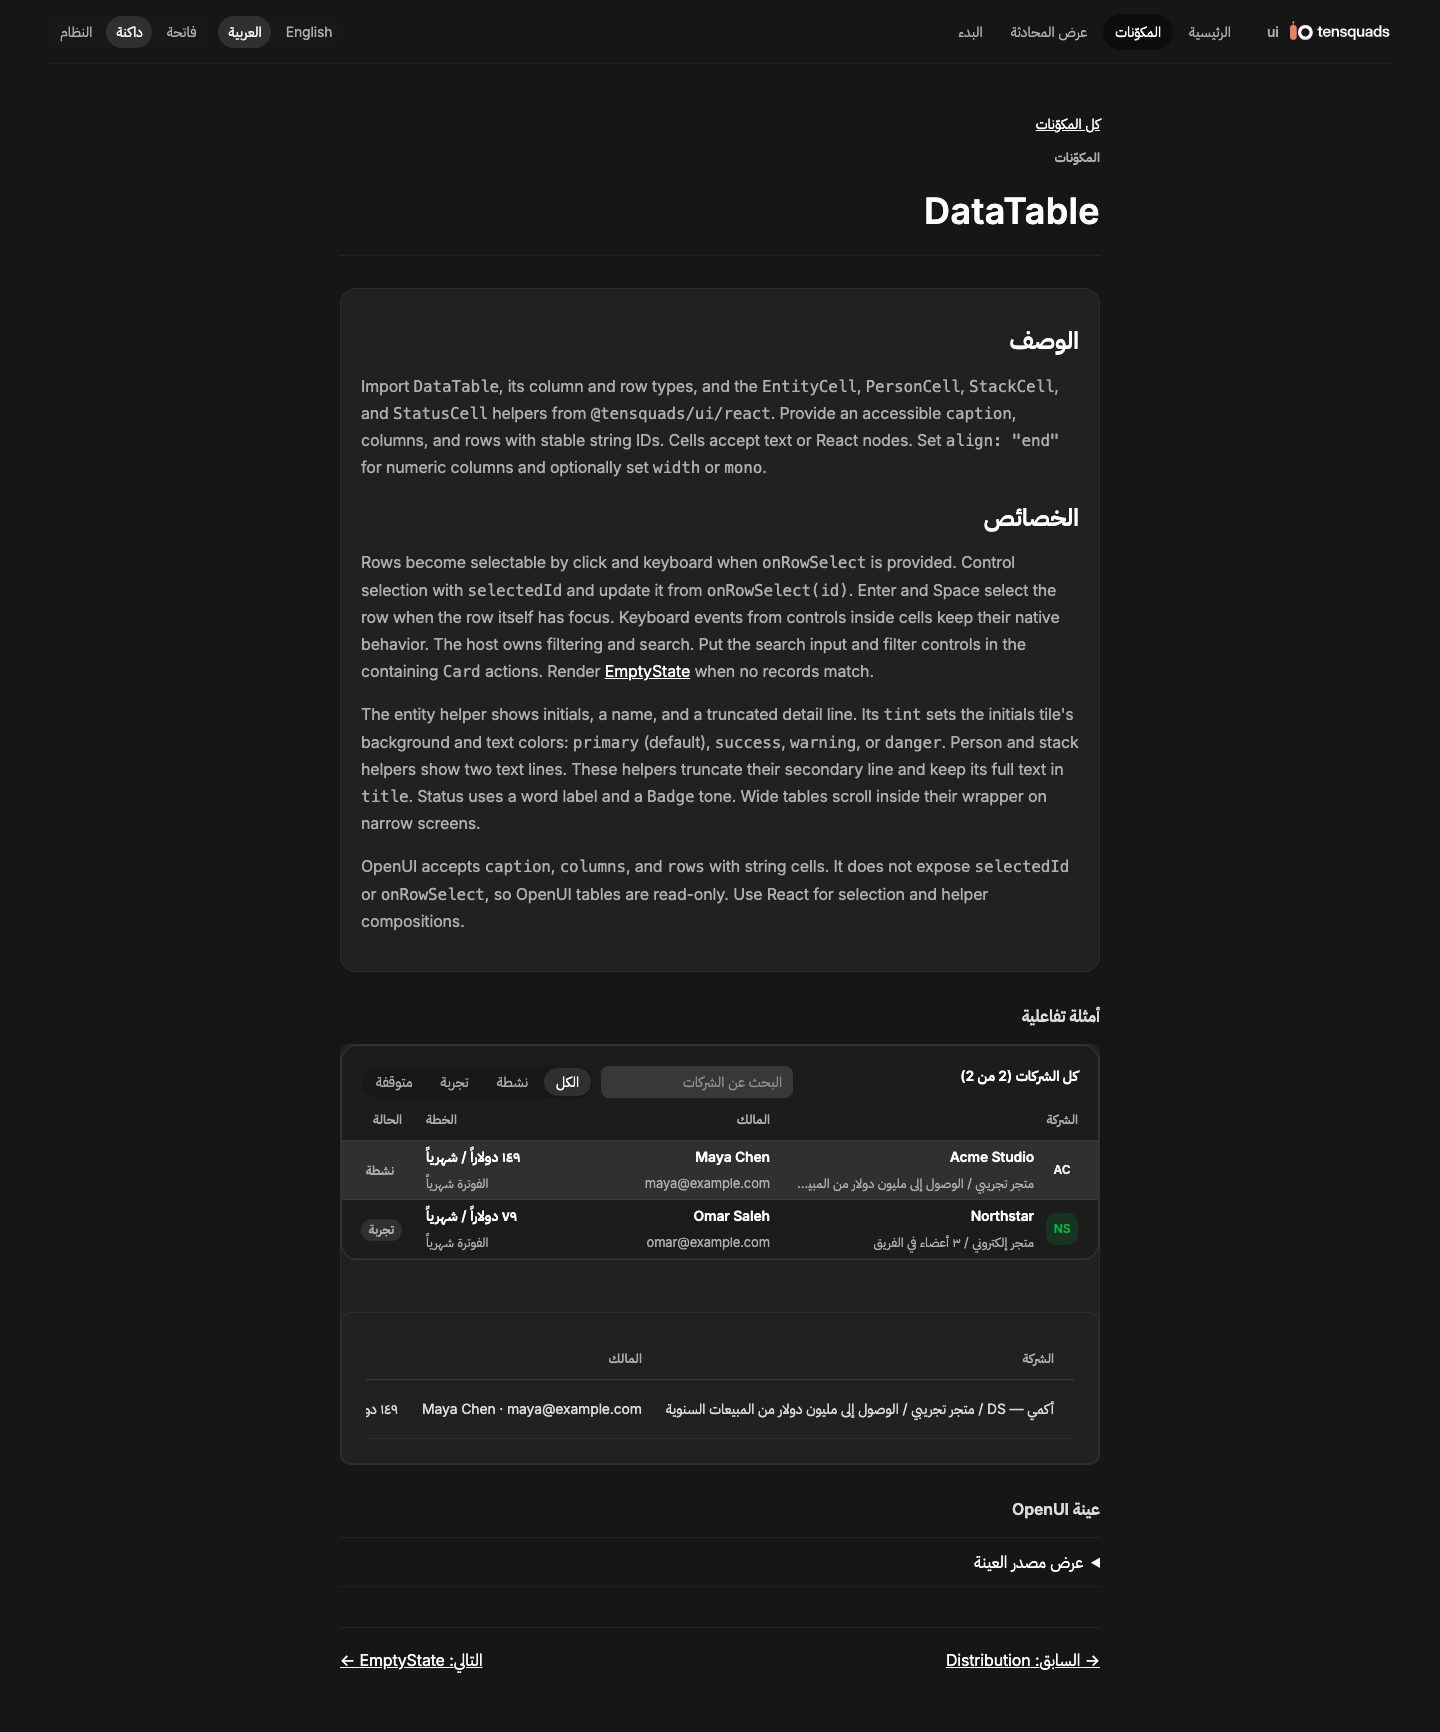 tensquads ui الرئيسية المكوّنات عرض المحادثة البدء English العربية فاتحة داكنة النظام
كل المكوّنات
المكوّنات
DataTable
الوصف
Import DataTable, its column and row types, and the EntityCell, PersonCell, StackCell,
and StatusCell helpers from @tensquads/ui/react. Provide an accessible caption,
columns, and rows with stable string IDs. Cells accept text or React nodes. Set align: "end"
for numeric columns and optionally set width or mono.
الخصائص
Rows become selectable by click and keyboard when onRowSelect is provided. Control
selection with selectedId and update it from onRowSelect(id). Enter and Space select the
row when the row itself has focus. Keyboard events from controls inside cells keep their native
behavior. The host owns filtering and search. Put the search input and filter controls in the
containing Card actions. Render EmptyState when no records match.
The entity helper shows initials, a name, and a truncated detail line. Its tint sets the initials tile's
background and text colors: primary (default), success, warning, or danger. Person and stack
helpers show two text lines. These helpers truncate their secondary line and keep its full text in
title. Status uses a word label and a Badge tone. Wide tables scroll inside their wrapper on
narrow screens.
OpenUI accepts caption, columns, and rows with string cells. It does not expose selectedId
or onRowSelect, so OpenUI tables are read-only. Use React for selection and helper
compositions.
أمثلة تفاعلية
كل الشركات (2 من 2) البحث عن الشركات الكل نشطة تجربة متوقفة
الشركة المالك الخطة الحالة
AC Acme Studio Maya Chen ١٤٩ دولاراً / شهرياً نشطة
متجر تجريبي / الوصول إلى مليون دولار من المبيـ... maya@example.com الفوترة شهرياً
NS Northstar Omar Saleh ٧٩ دولاراً / شهرياً تجربة
متجر إلكتروني / ٣ أعضاء في الفريق omar@example.com الفوترة شهرياً
الشركة المالك
أكمي — DS / متجر تجريبي / الوصول إلى مليون دولار من المبيعات السنوية Maya Chen · maya@example.com ١٤٩ دو
عينة OpenUI
◀ عرض مصدر العينة
→ السابق: Distribution التالي: EmptyState ←